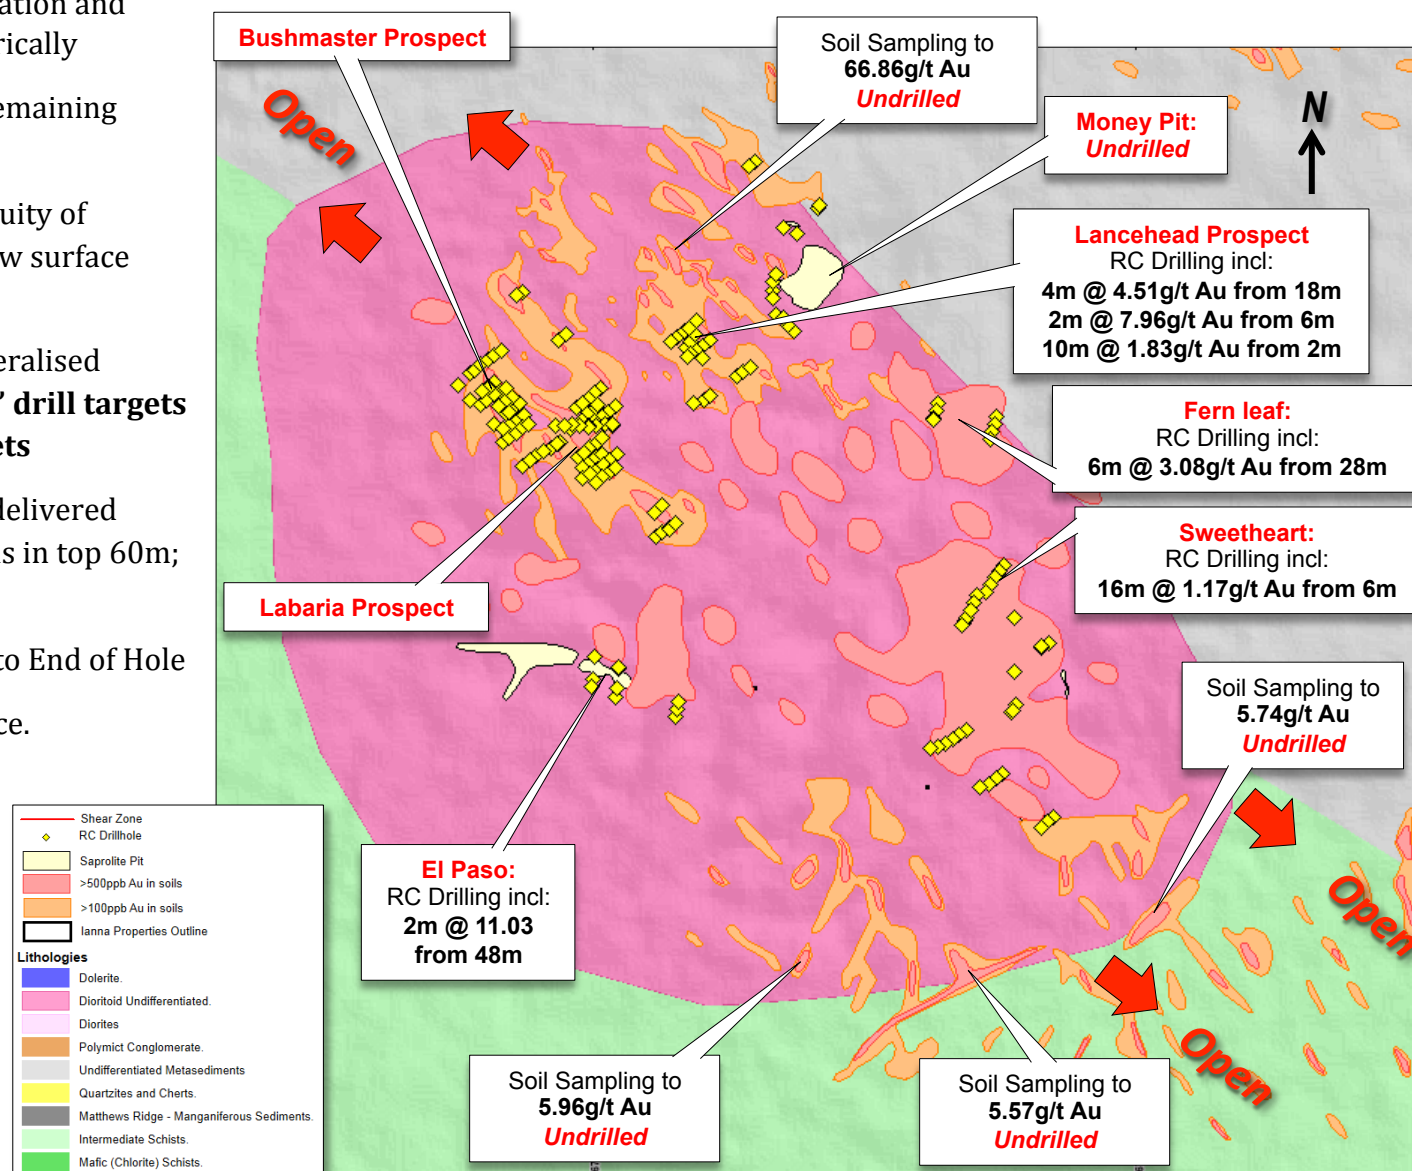 ation and
rically
emaining
uity of
w surface
eralised
’ drill targets
ets
delivered
s in top 60m;
to End of Hole
ce.
Bushmaster Prospect
Soil Sampling to
66.86g/t Au
Undrilled
Open
N
Money Pit:
Undrilled
Lancehead Prospect
RC Drilling incl:
4m @ 4.51g/t Au from 18m
2m @ 7.96g/t Au from 6m
10m @ 1.83g/t Au from 2m
Fern leaf:
RC Drilling incl:
6m @ 3.08g/t Au from 28m
Sweetheart:
RC Drilling incl:
16m @ 1.17g/t Au from 6m
Labaria Prospect
Soil Sampling to
5.74g/t Au
Undrilled
El Paso:
RC Drilling incl:
2m @ 11.03
from 48m
Open
Open
Soil Sampling to
5.96g/t Au
Undrilled
Soil Sampling to
5.57g/t Au
Undrilled
Shear Zone
RC Drillhole
Saprolite Pit
>500ppb Au in soils
>100ppb Au in soils
Ianna Properties Outline
Lithologies
Dolerite.
Dioritoid Undifferentiated.
Diorites
Polymict Conglomerate.
Undifferentiated Metasediments
Quartzites and Cherts.
Matthews Ridge - Manganiferous Sediments.
Intermediate Schists.
Mafic (Chlorite) Schists.